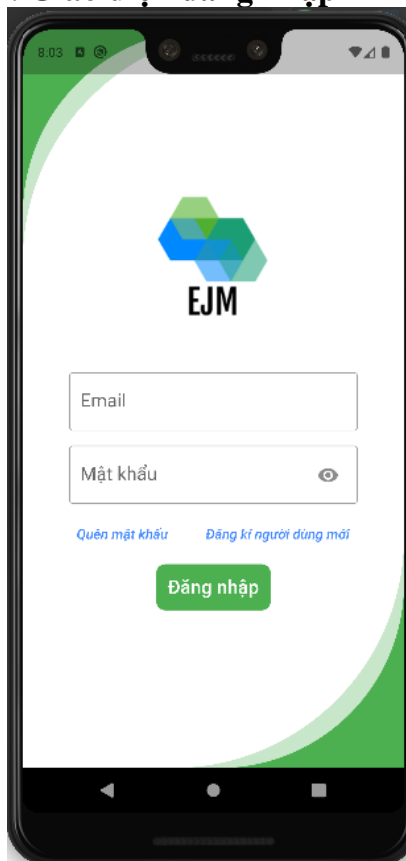 8:03
EJM
Email
Mật khẩu
Quên mật khẩu Đăng kí người dùng mới
Đăng nhập